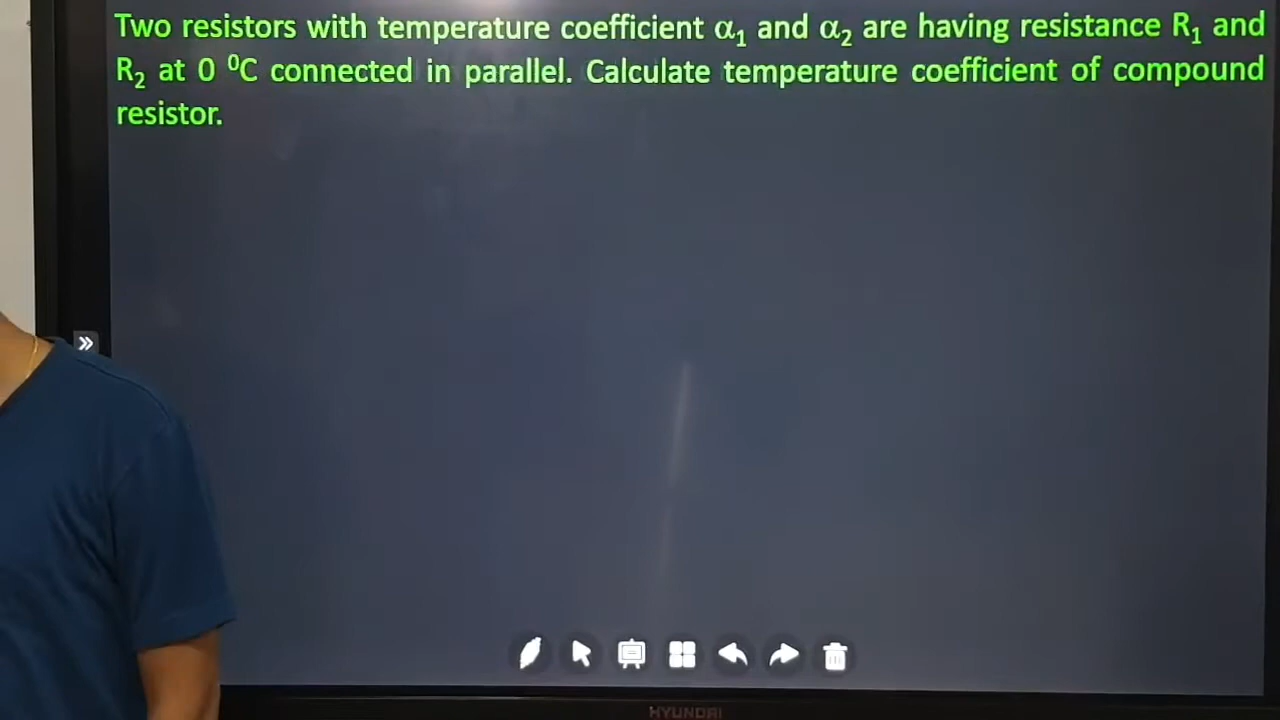 Two resistors with temperature coefficient α₁ and α₂ are having resistance R₁ and
R₂ at 0 ⁰C connected in parallel. Calculate temperature coefficient of compound
resistor.
»
HYUNDAI